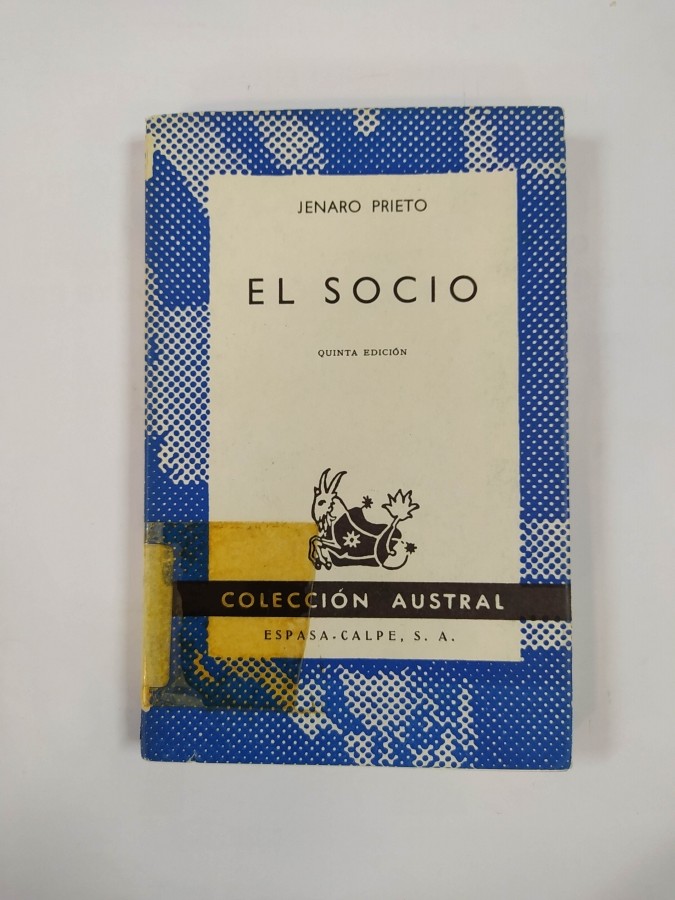 JENARO PRIETO
EL SOCIO
QUINTA EDICIÓN
COLECCIÓN AUSTRAL
ESPASA-CALPE, S. A.